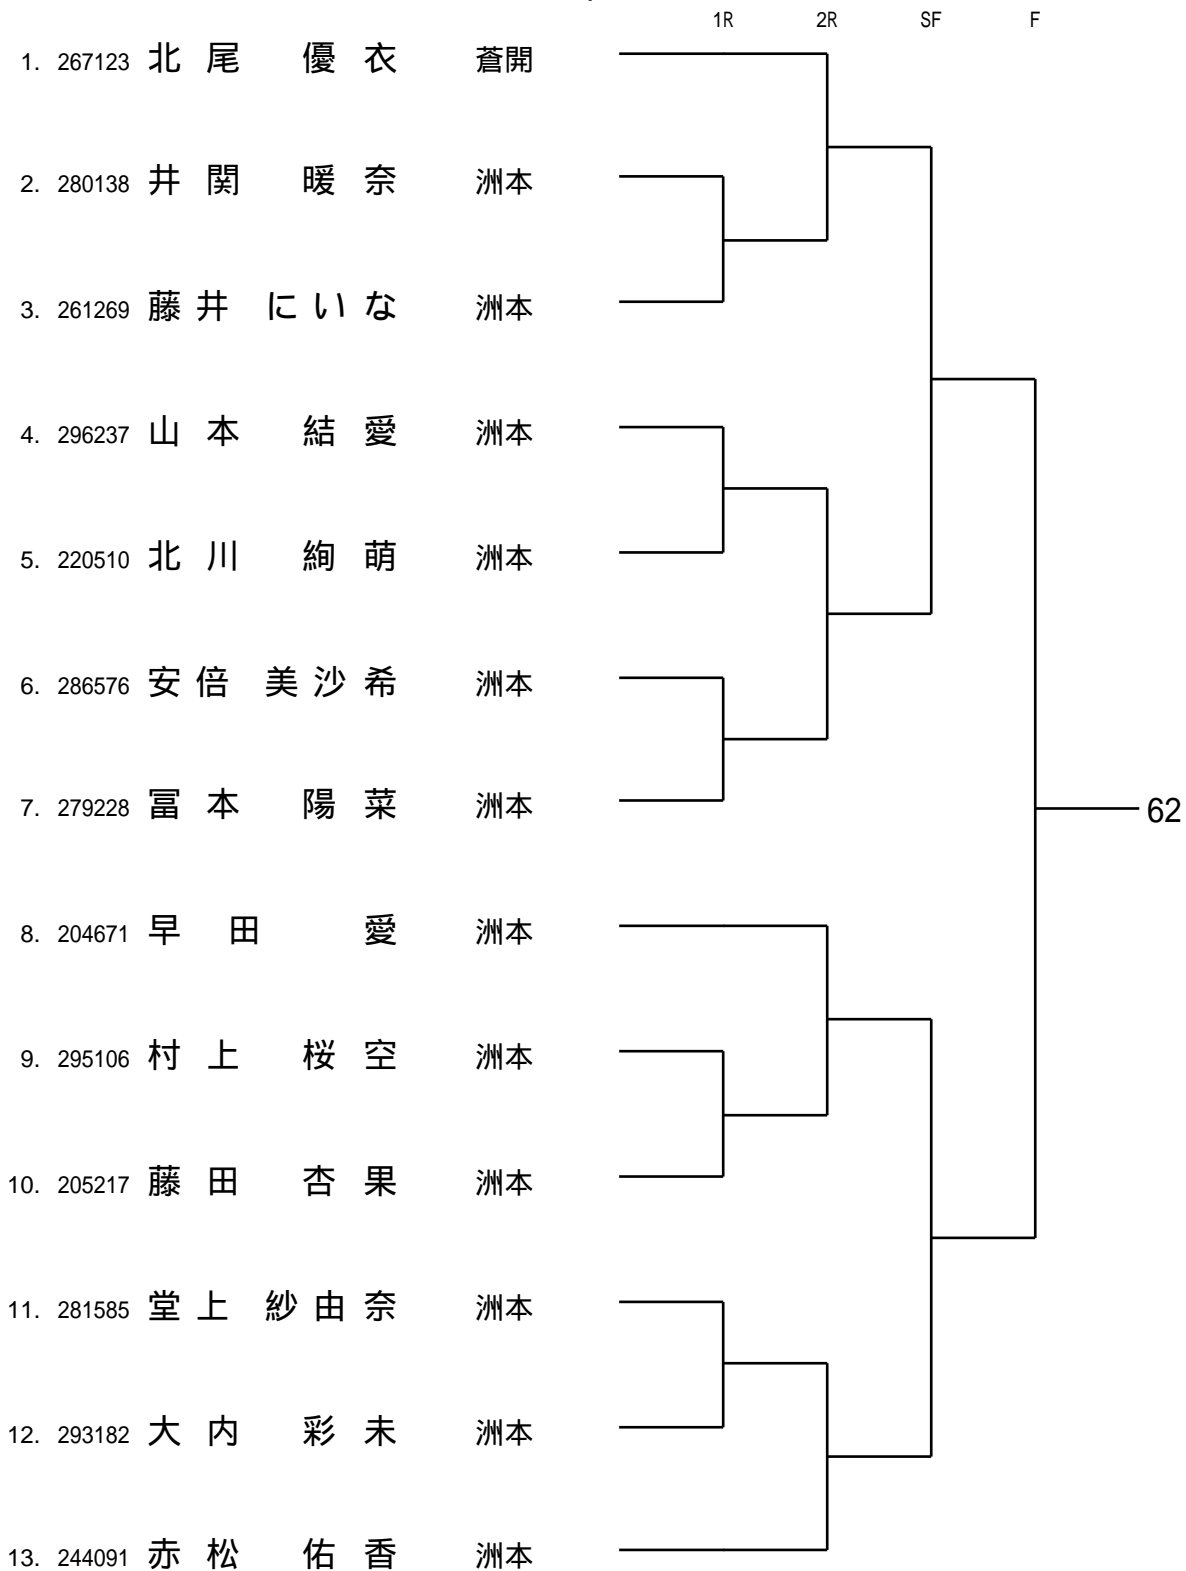 1R 2R SF F
1. 267123 北尾 優衣 蒼開
2. 280138 井関 暖奈 洲本
3. 261269 藤井 にいな 洲本
4. 296237 山本 結愛 洲本
5. 220510 北川 絢萌 洲本
6. 286576 安倍 美沙希 洲本
7. 279228 冨本 陽菜 洲本
62
8. 204671 早田 愛 洲本
9. 295106 村上 桜空 洲本
10. 205217 藤田 杏果 洲本
11. 281585 堂上 紗由奈 洲本
12. 293182 大内 彩未 洲本
13. 244091 赤松 佑香 洲本